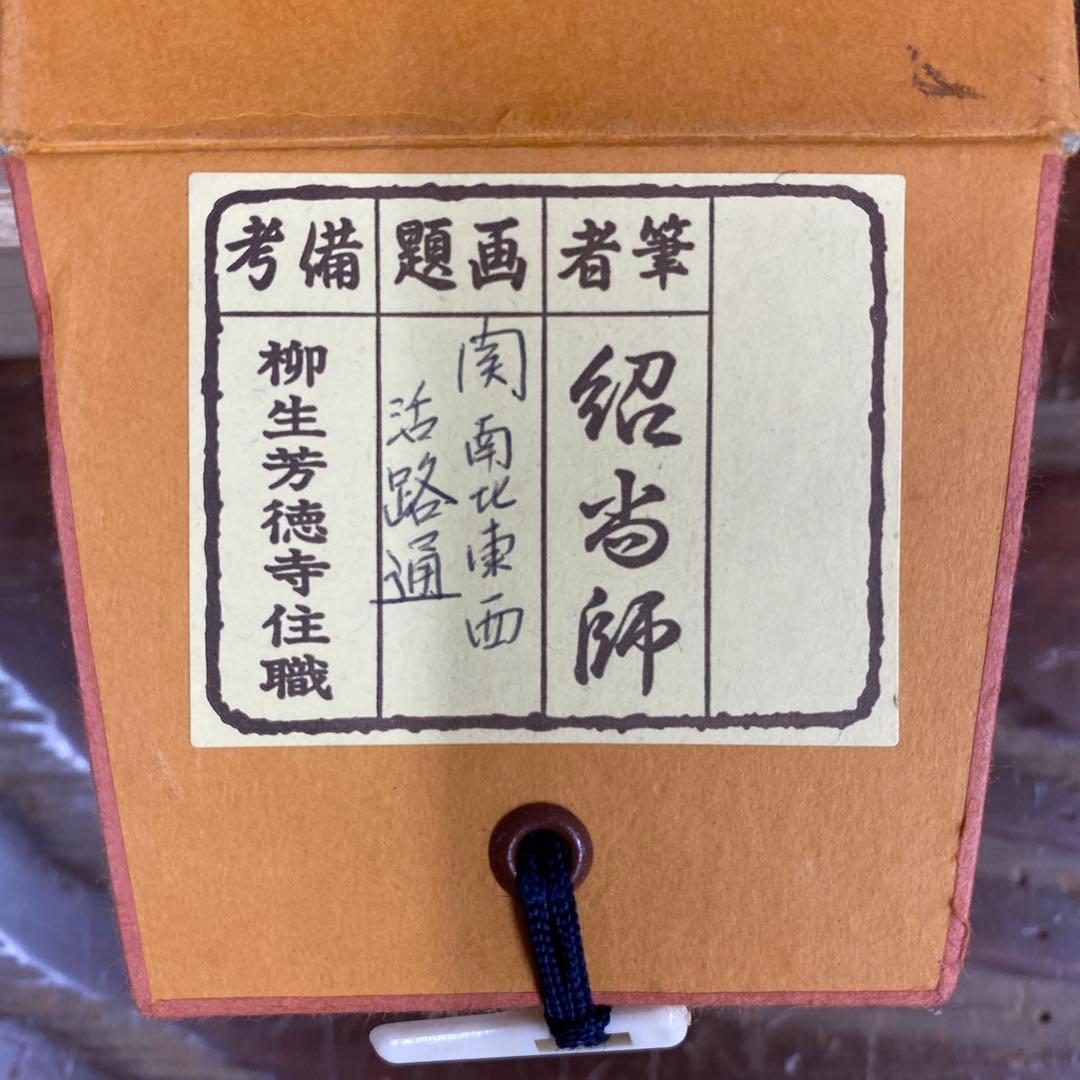 筆者
紹尚師
画題
関南北東西
活路通
備考
柳生芳徳寺住職